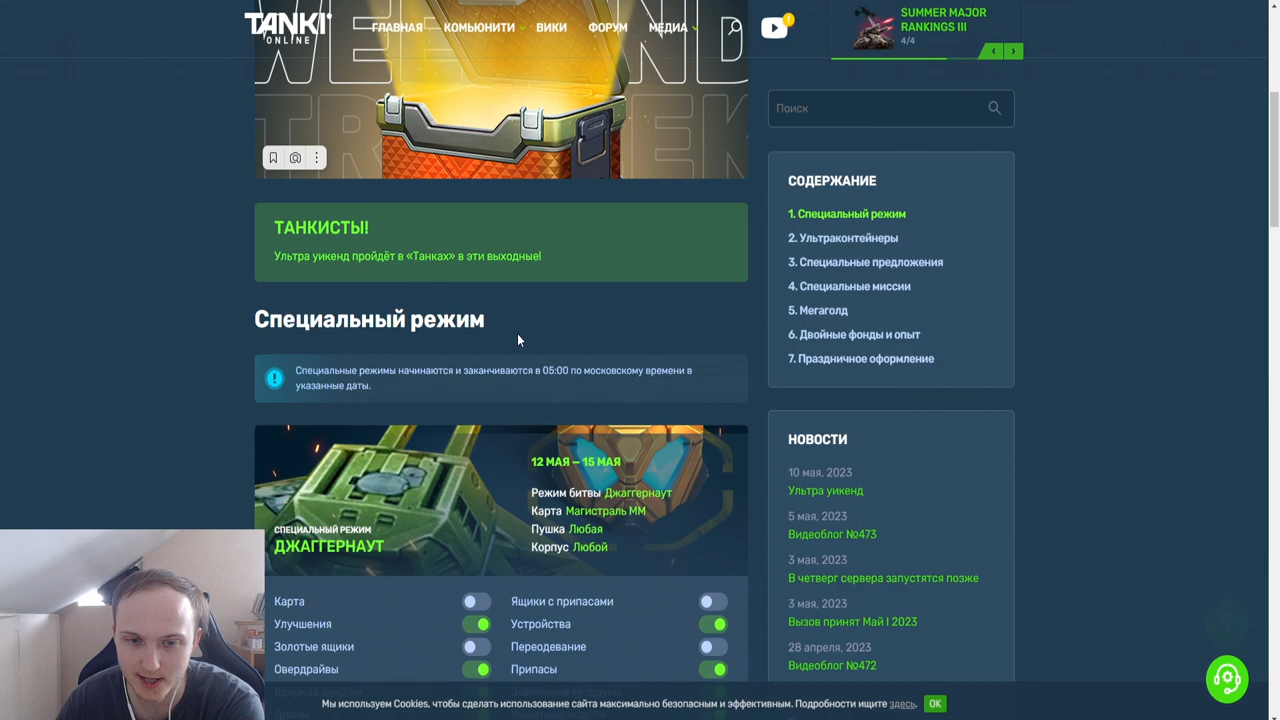 TANKI
ONLINE
ГЛАВНАЯ
КОМЬЮНИТИ
ВИКИ
ФОРУМ
МЕДИА
SUMMER MAJOR
RANKINGS III
4/4
Поиск
СОДЕРЖАНИЕ
1. Специальный режим
2. Ультраконтейнеры
3. Специальные предложения
4. Специальные миссии
5. Мегаголд
6. Двойные фонды и опыт
7. Праздничное оформление
ТАНКИСТЫ!
Ультра уикенд пройдёт в «Танках» в эти выходные!
Специальный режим
Специальные режимы начинаются и заканчиваются в 05:00 по московскому времени в
указанные даты.
12 МАЯ – 15 МАЯ
Режим битвы Джаггернаут
Карта Магистраль ММ
Пушка Любая
Корпус Любой
СПЕЦИАЛЬНЫЙ РЕЖИМ
ДЖАГГЕРНАУТ
Карта
Ящики с припасами
Улучшения
Устройства
Золотые ящики
Переодевание
Овердрайвы
Припасы
НОВОСТИ
10 мая, 2023
Ультра уикенд
5 мая, 2023
Видеоблог №473
3 мая, 2023
В четверг сервера запустятся позже
3 мая, 2023
Вызов принят Май I 2023
28 апреля, 2023
Видеоблог №472
Мы используем Cookies, чтобы сделать использование сайта максимально безопасным и эффективным. Подробности ищите здесь.
OK